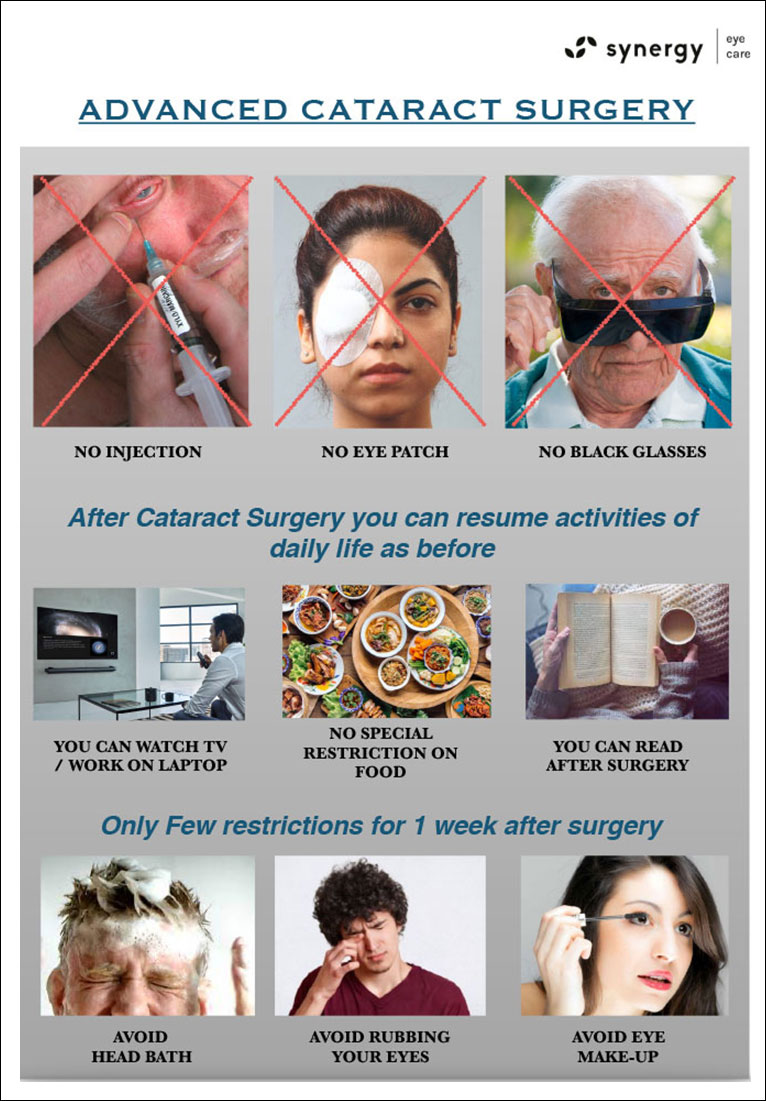 synergy
eye
care
ADVANCED CATARACT SURGERY
NO INJECTION
NO EYE PATCH
NO BLACK GLASSES
After Cataract Surgery you can resume activities of
daily life as before
YOU CAN WATCH TV
/ WORK ON LAPTOP
NO SPECIAL
RESTRICTION ON
FOOD
YOU CAN READ
AFTER SURGERY
Only Few restrictions for 1 week after surgery
AVOID
HEAD BATH
AVOID RUBBING
YOUR EYES
AVOID EYE
MAKE-UP